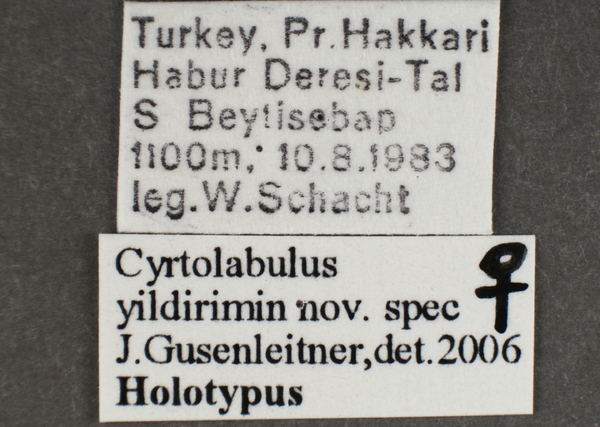 Turkey, Pr.Hakkari
Habur Deresi-Tal
S Beytisebap
1100m, 10.8.1983
leg.W.Schacht
Cyrtolabulus
yildirimin nov. spec ♀
J.Gusenleitner,det.2006
Holotypus